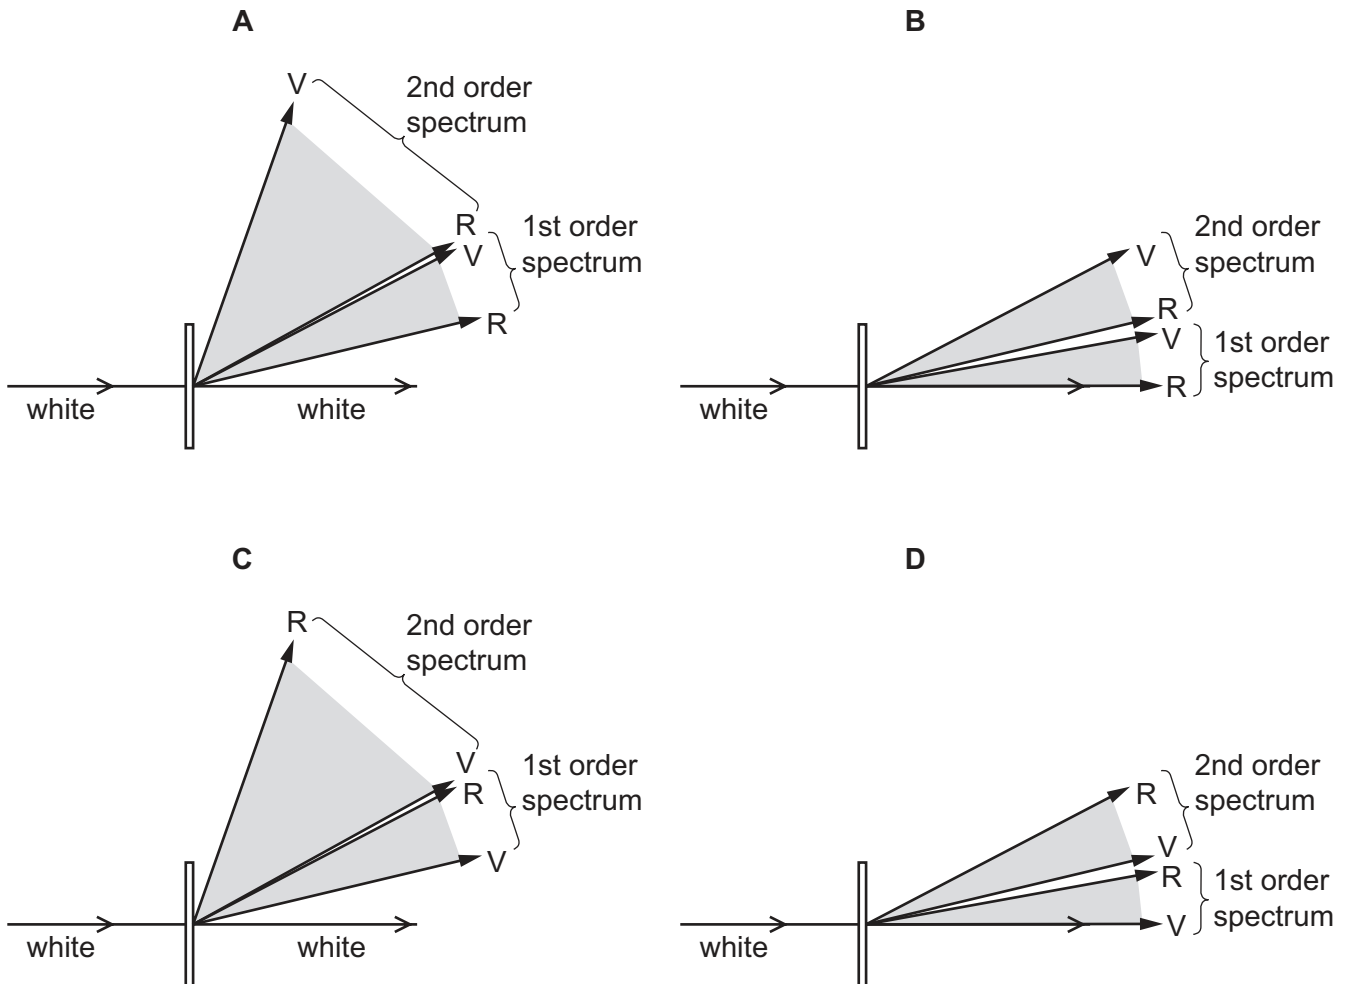 A
V
2nd order
spectrum
R
1st order
V
spectrum
R
white
white
B
2nd order
V
spectrum
R
V
1st order
spectrum
R
white
C
R
2nd order
spectrum
V
1st order
R
spectrum
V
white
white
D
2nd order
R
spectrum
V
R
1st order
spectrum
V
white